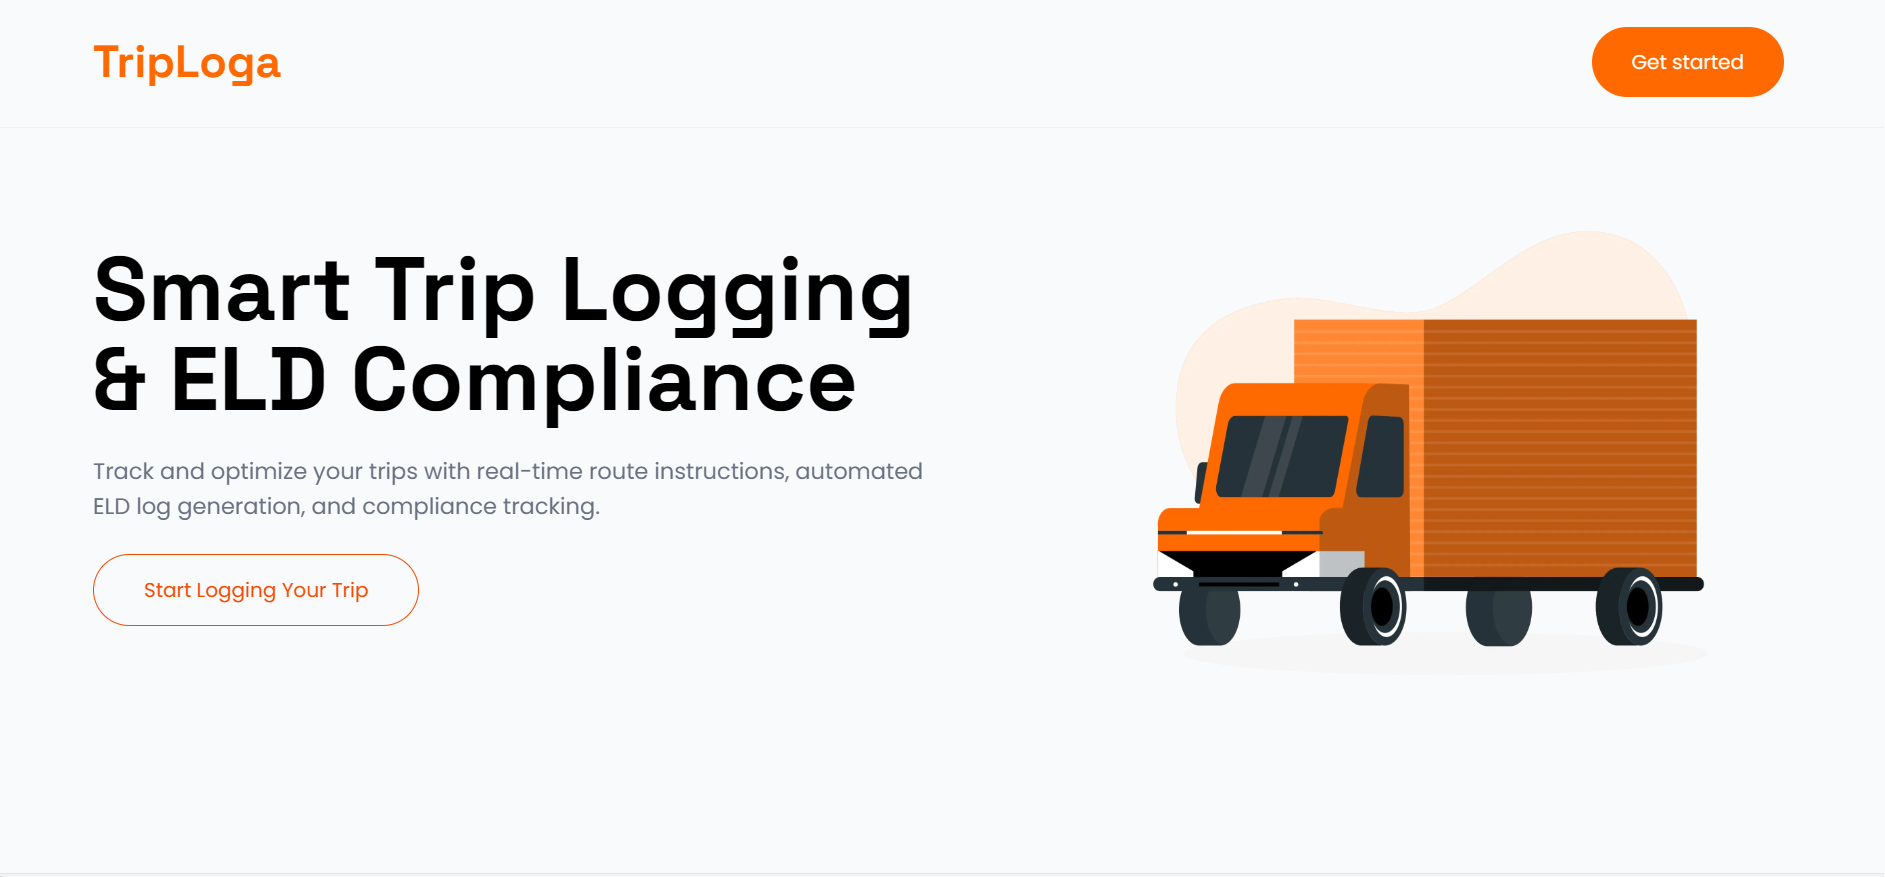 TripLoga
Get started
Smart Trip Logging
& ELD Compliance
Track and optimize your trips with real-time route instructions, automated
ELD log generation, and compliance tracking.
Start Logging Your Trip